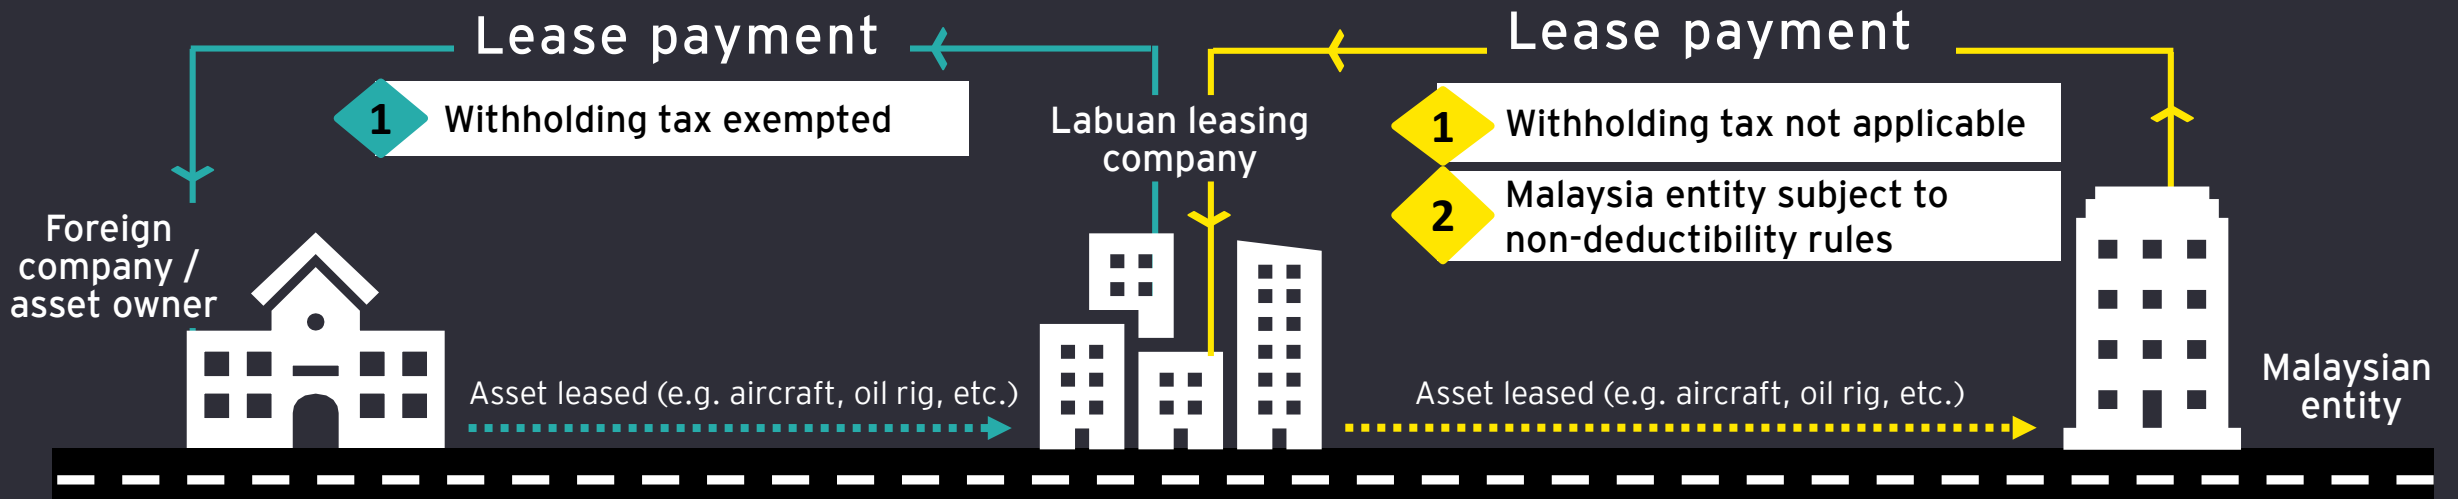 Lease payment
1
Withholding tax exempted
Foreign
company /
asset owner
Asset leased (e.g. aircraft, oil rig, etc.)
Labuan leasing
company
Lease payment
1
Withholding tax not applicable
2
Malaysia entity subject to
non-deductibility rules
Asset leased (e.g. aircraft, oil rig, etc.)
Malaysian
entity